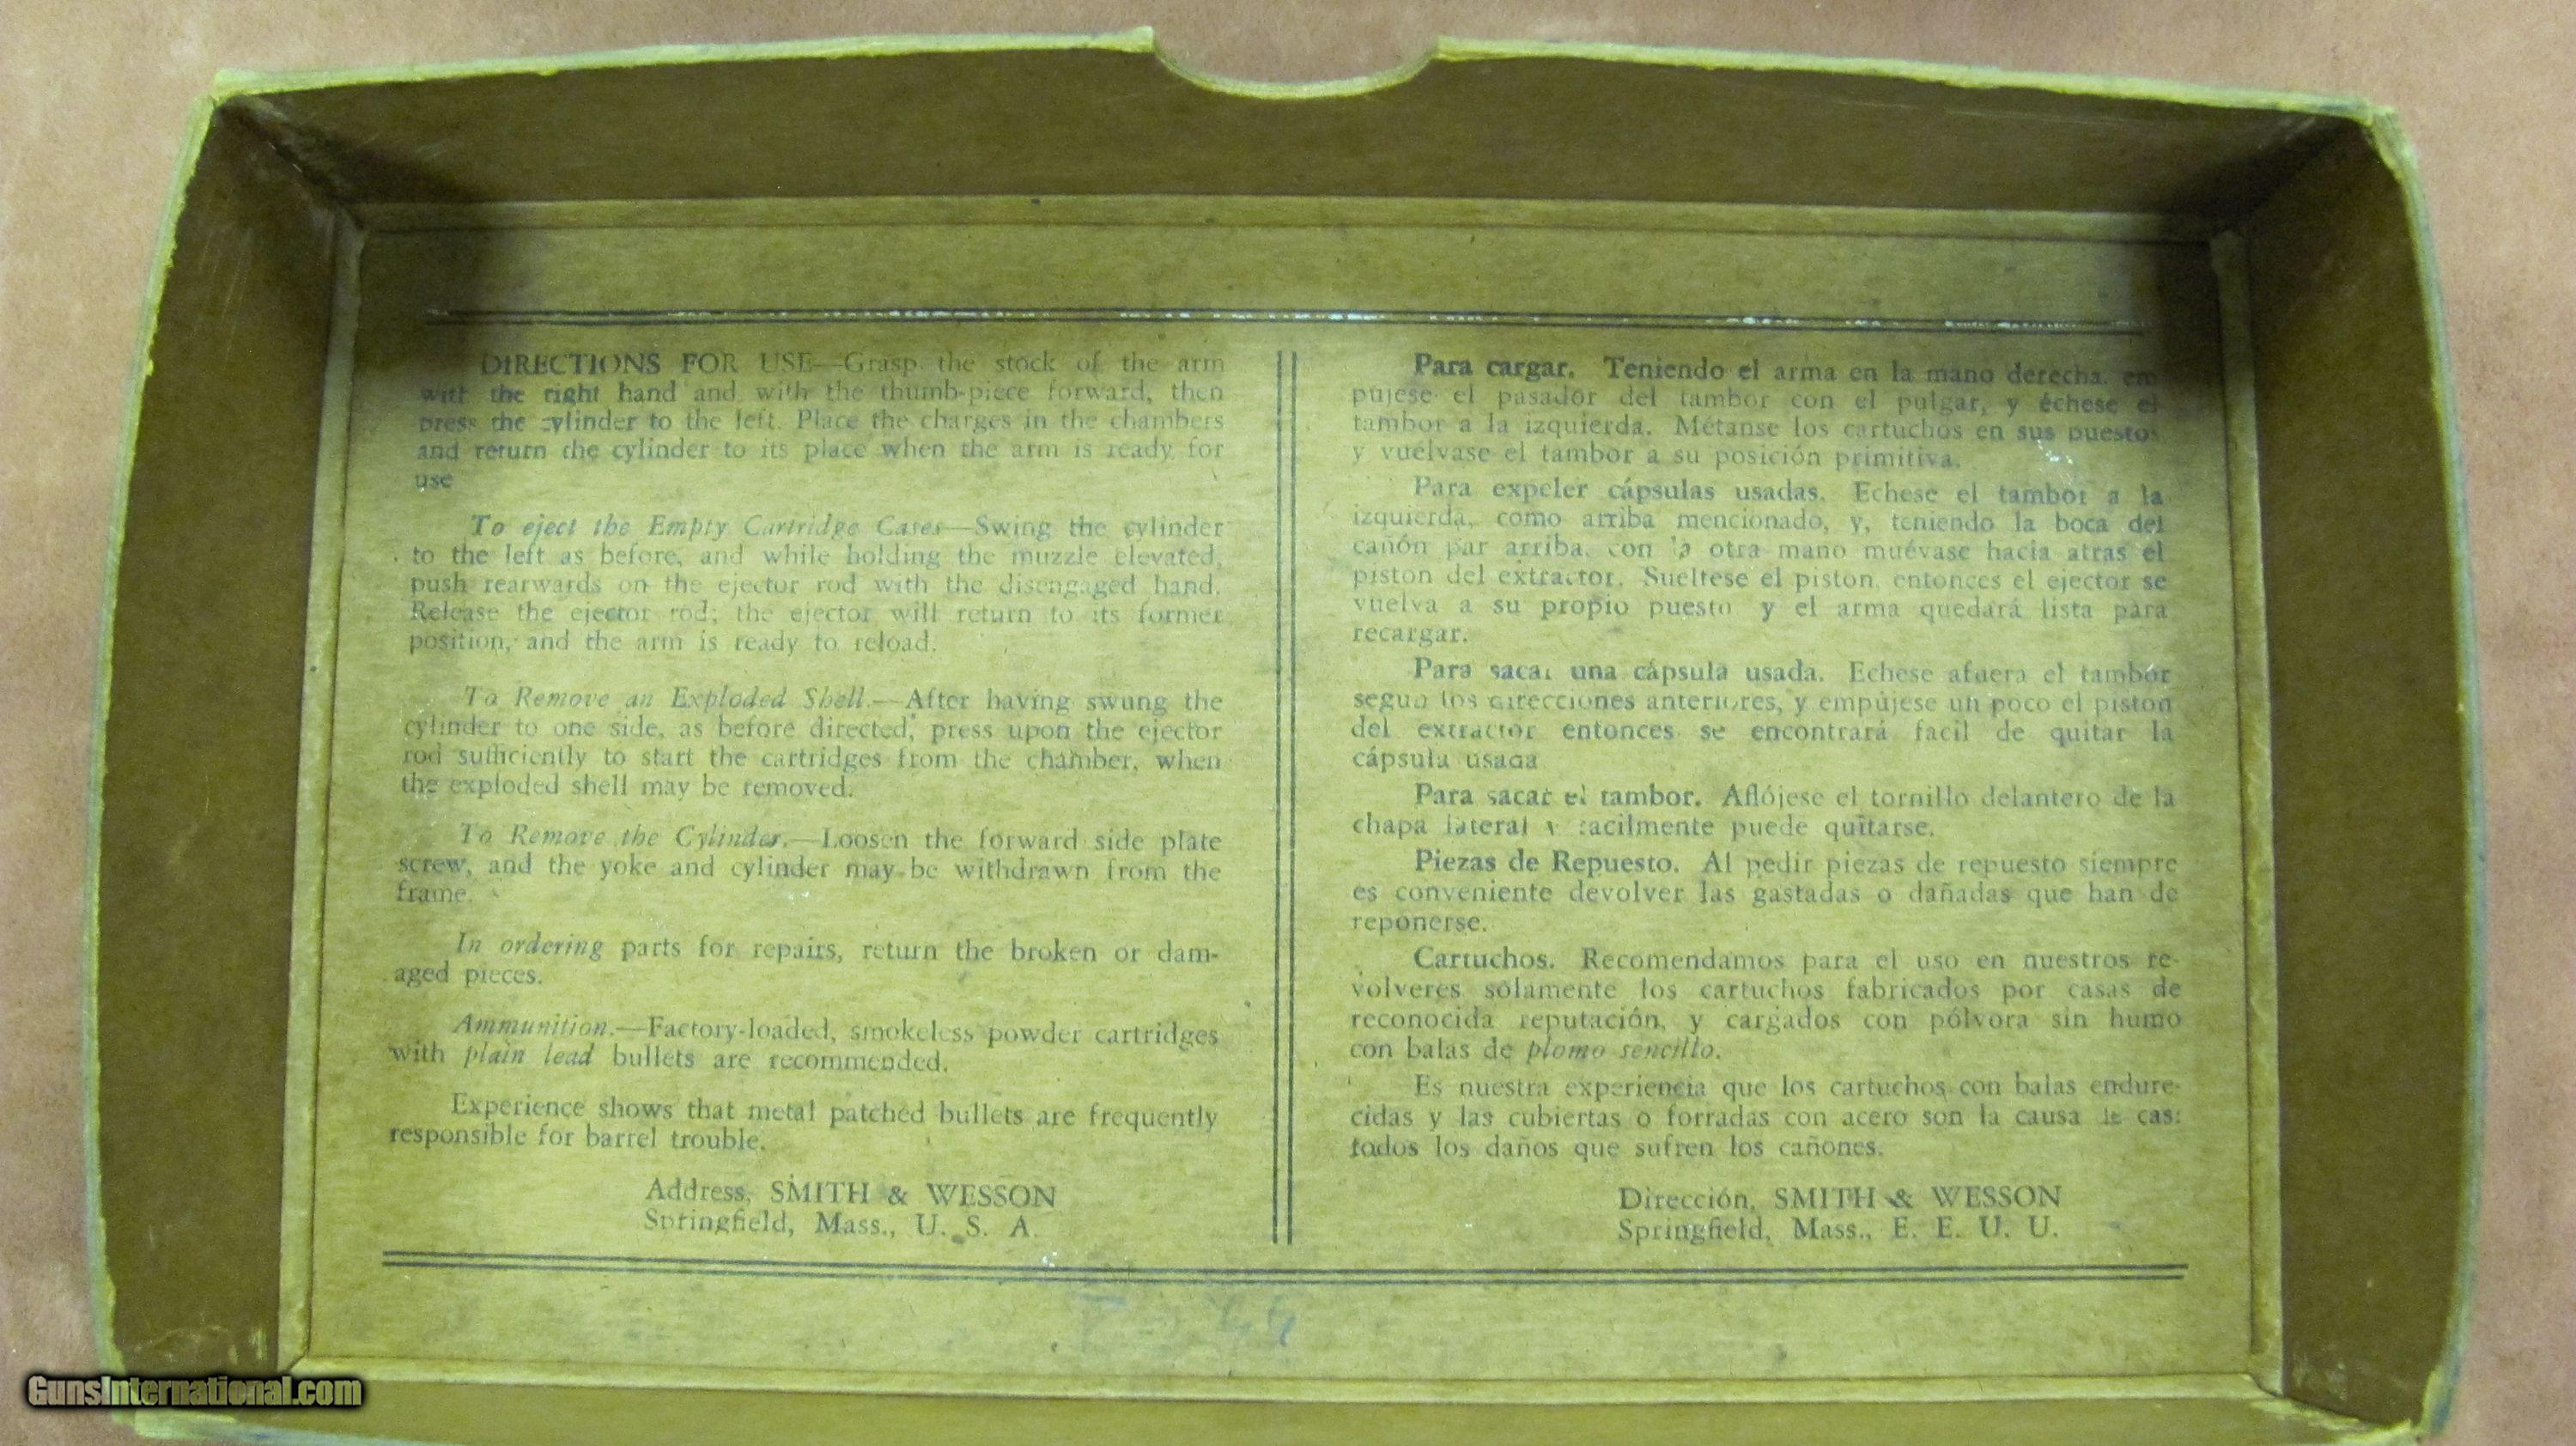 DIRECTIONS FOR USE—Grasp the stock of the arm
with the right hand and with the thumb-piece forward, then
press the cylinder to the left. Place the charges in the chambers
and return the cylinder to its place when the arm is ready for
use
To eject the Empty Cartridge Cases—Swing the cylinder
to the left as before, and while holding the muzzle elevated,
push rearwards on the ejector rod with the disengaged hand.
Release the ejector rod; the ejector will return to its former
position, and the arm is ready to reload.
To Remove an Exploded Shell.—After having swung the
cylinder to one side, as before directed, press upon the ejector
rod sufficiently to start the cartridges from the chamber, when
the exploded shell may be removed.
To Remove the Cylinder.—Loosen the forward side plate
screw, and the yoke and cylinder may be withdrawn from the
frame.
In ordering parts for repairs, return the broken or dam-
aged pieces.
Ammunition.—Factory-loaded, smokeless powder cartridges
with plain lead bullets are recommended.
Experience shows that metal patched bullets are frequently
responsible for barrel trouble.
Address, SMITH & WESSON
Springfield, Mass., U. S. A.
Para cargar. Teniendo el arma en la mano derecha, em
pújese el pasador del tambor con el pulgar, y échese el
tambor a la izquierda. Métanse los cartuchos en sus puestos
y vuélvase el tambor a su posición primitiva.
Para expeler cápsulas usadas. Echese el tambor a la
izquierda, como arriba mencionado, y, teniendo la boca del
cañón par arriba, con la otra mano muévase hacia atras el
piston del extractor. Sueltese el piston, entonces el ejector se
vuelva a su propio puesto y el arma quedará lista para
recargar.
Para sacar una cápsula usada. Echese afuera el tambor
segun los direcciones anteriores, y empújese un poco el piston
del extractor entonces se encontrará facil de quitar la
cápsula usada
Para sacar el tambor. Aflójese el tornillo delantero de la
chapa lateral y facilmente puede quitarse.
Piezas de Repuesto. Al pedir piezas de repuesto siempre
es conveniente devolver las gastadas o dañadas que han de
reponerse.
Cartuchos. Recomendamos para el uso en nuestros re-
volveres solamente los cartuchos fabricados por casas de
reconocida reputación, y cargados con pólvora sin humo
con balas de plomo sencillo.
Es nuestra experiencia que los cartuchos con balas endure-
cidas y las cubiertas o forradas con acero son la causa de casi
todos los daños que sufren los cañones.
Dirección, SMITH & WESSON
Springfield, Mass., E. E. U. U.
GunsInternational.com